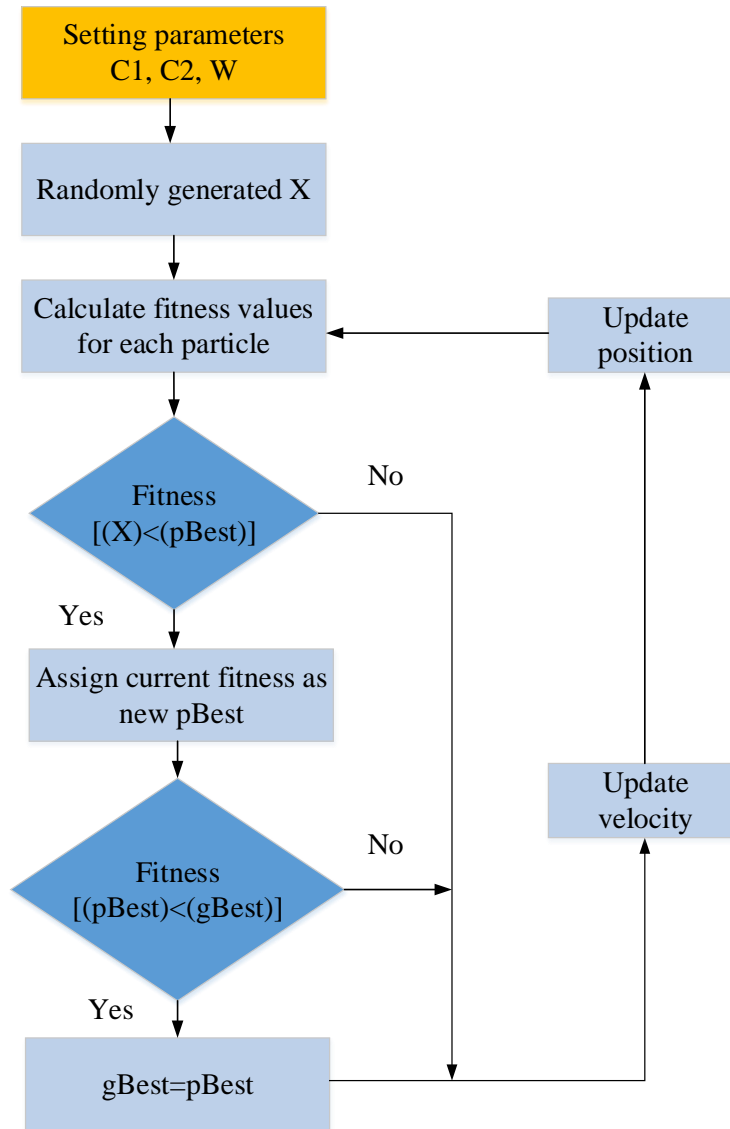 Setting parameters
C1, C2, W
Randomly generated X
Calculate fitness values
for each particle
Update
position
No
Fitness
[(X)<(pBest)]
Yes
Assign current fitness as
new pBest
Update
velocity
No
Fitness
[(pBest)<(gBest)]
Yes
gBest=pBest